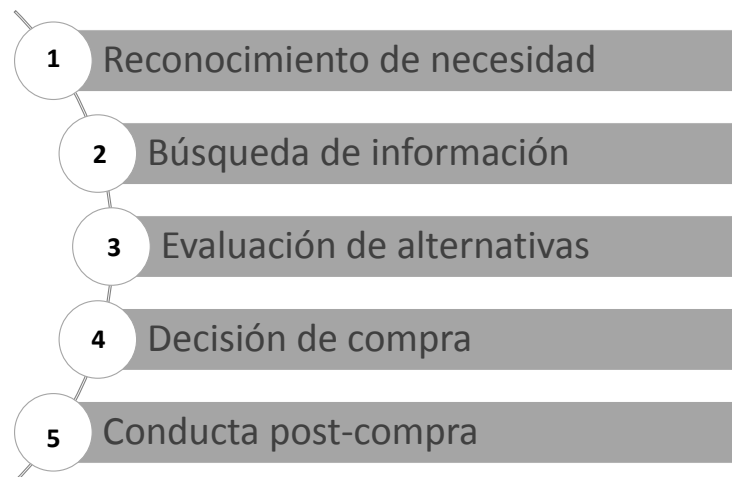 1 Reconocimiento de necesidad
2 Búsqueda de información
3 Evaluación de alternativas
4 Decisión de compra
5 Conducta post-compra